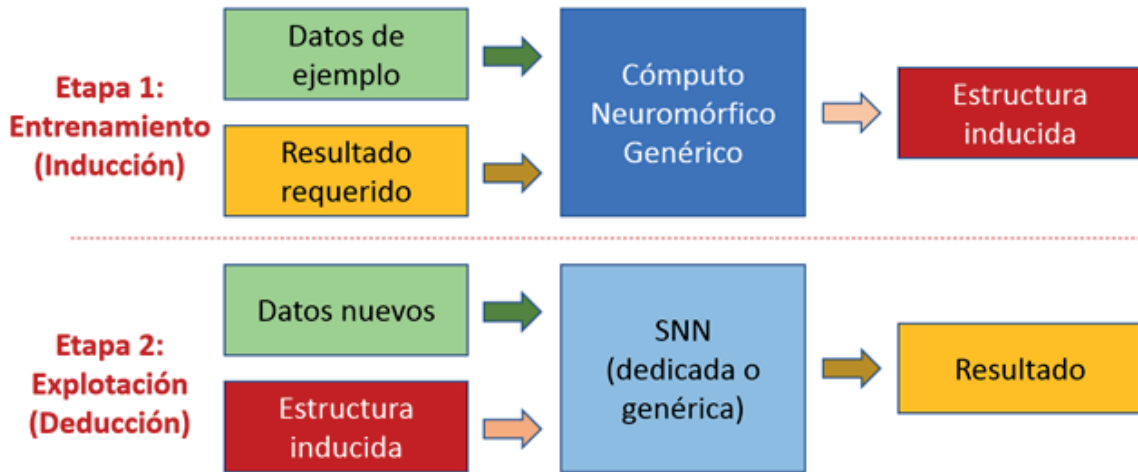 Etapa 1:
Entrenamiento
(Inducción)
Datos de
ejemplo
Resultado
requerido
Cómputo
Neuromórfico
Genérico
Estructura
inducida
Etapa 2:
Explotación
(Deducción)
Datos nuevos
Estructura
inducida
SNN
(dedicada o
genérica)
Resultado